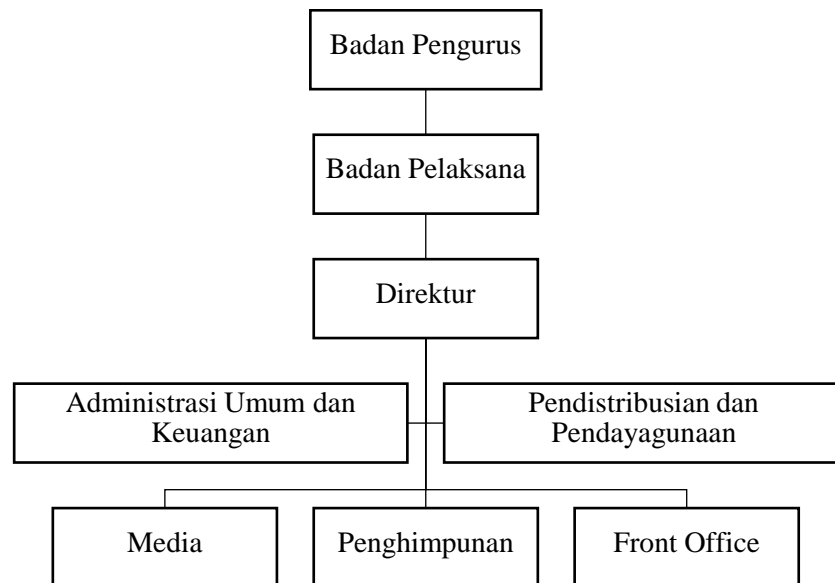 Badan Pengurus
Badan Pelaksana
Direktur
Administrasi Umum dan
Keuangan
Pendistribusian dan
Pendayagunaan
Media
Penghimpunan
Front Office